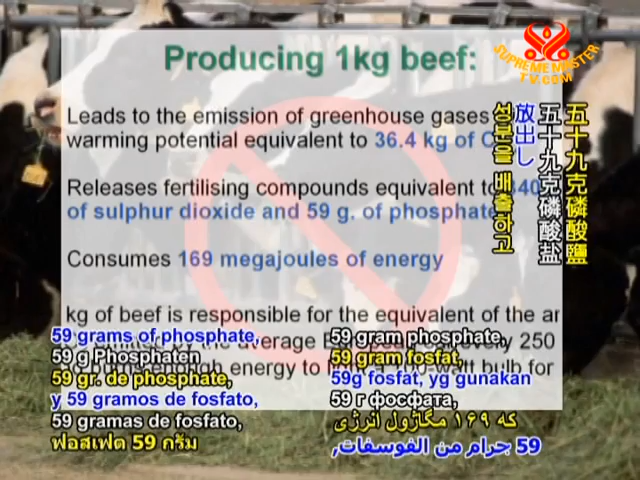 Producing 1kg beef:
SUPREME MASTER
TV.COM
Leads to the emission of greenhouse gases
warming potential equivalent to 36.4 kg of C
Releases fertilising compounds equivalent to 340
of sulphur dioxide and 59 g. of phosphate
Consumes 169 megajoules of energy
kg of beef is responsible for the equivalent of the
average 250
energy to bulb for
五十九克磷酸鹽
五十九克磷酸盐
放出し
성분을 배출하고
59 grams of phosphate,
59 g Phosphaten
59 gr. de phosphate,
y 59 gramos de fosfato,
59 gramas de fosfato,
ฟอสเฟต 59 กรัม
59 gram phosphate,
59 gram fosfat,
59g fosfat, yg gunakan
59 г фосфата,
که ۱۶۹ مگاژول انرژی
59 جرام من الفوسفات,